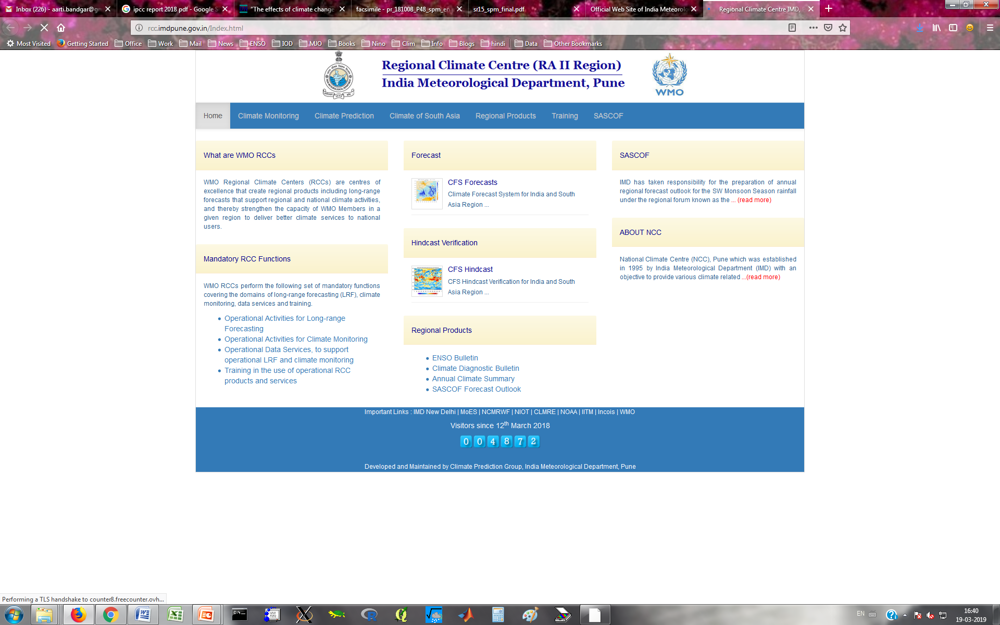 Inbox (226) - aarti.bandgar@gn
ipcc report 2018 pdf - Google S
"The effects of climate change
facsimile - pr_181008_P48_spm_en.
sr15_spm_final.pdf
Official Web Site of India Meteorolo
Regional Climate Centre IMD,
rcc.imdpune.gov.in/Index.html
Most Visited Getting Started Office Work Mail News ENSO IOD MJO Books Nino Clim Info Blogs hindi Data Other Bookmarks
Regional Climate Centre (RA II Region)
India Meteorological Department, Pune
WMO
Home Climate Monitoring Climate Prediction Climate of South Asia Regional Products Training SASCOF
What are WMO RCCs
WMO Regional Climate Centers (RCCs) are centres of
excellence that create regional products including long-range
forecasts that support regional and national climate activities,
and thereby strengthen the capacity of WMO Members in a
given region to deliver better climate services to national
users.
Mandatory RCC Functions
WMO RCCs perform the following set of mandatory functions
covering the domains of long-range forecasting (LRF), climate
monitoring, data services and training.
Operational Activities for Long-range
Forecasting
Operational Activities for Climate Monitoring
Operational Data Services, to support
operational LRF and climate monitoring
Training in the use of operational RCC
products and services
Forecast
CFS Forecasts
Climate Forecast System for India and South
Asia Region ...
Hindcast Verification
CFS Hindcast
CFS Hindcast Verification for India and South
Asia Region ...
Regional Products
ENSO Bulletin
Climate Diagnostic Bulletin
Annual Climate Summary
SASCOF Forecast Outlook
SASCOF
IMD has taken responsibility for the preparation of annual
regional forecast outlook for the SW Monsoon Season rainfall
under the regional forum known as the ... (read more)
ABOUT NCC
National Climate Centre (NCC), Pune which was established
in 1995 by India Meteorological Department (IMD) with an
objective to provide various climate related ...(read more)
Important Links : IMD New Delhi | MoES | NCMRWF | NIOT | CLMRE | NOAA | IITM | Incois | WMO
Visitors since 12th March 2018
004872
Developed and Maintained by Climate Prediction Group, India Meteorological Department, Pune
Performing a TLS handshake to counter8.freecounter.ovh...
EN
16:40
19-03-2019